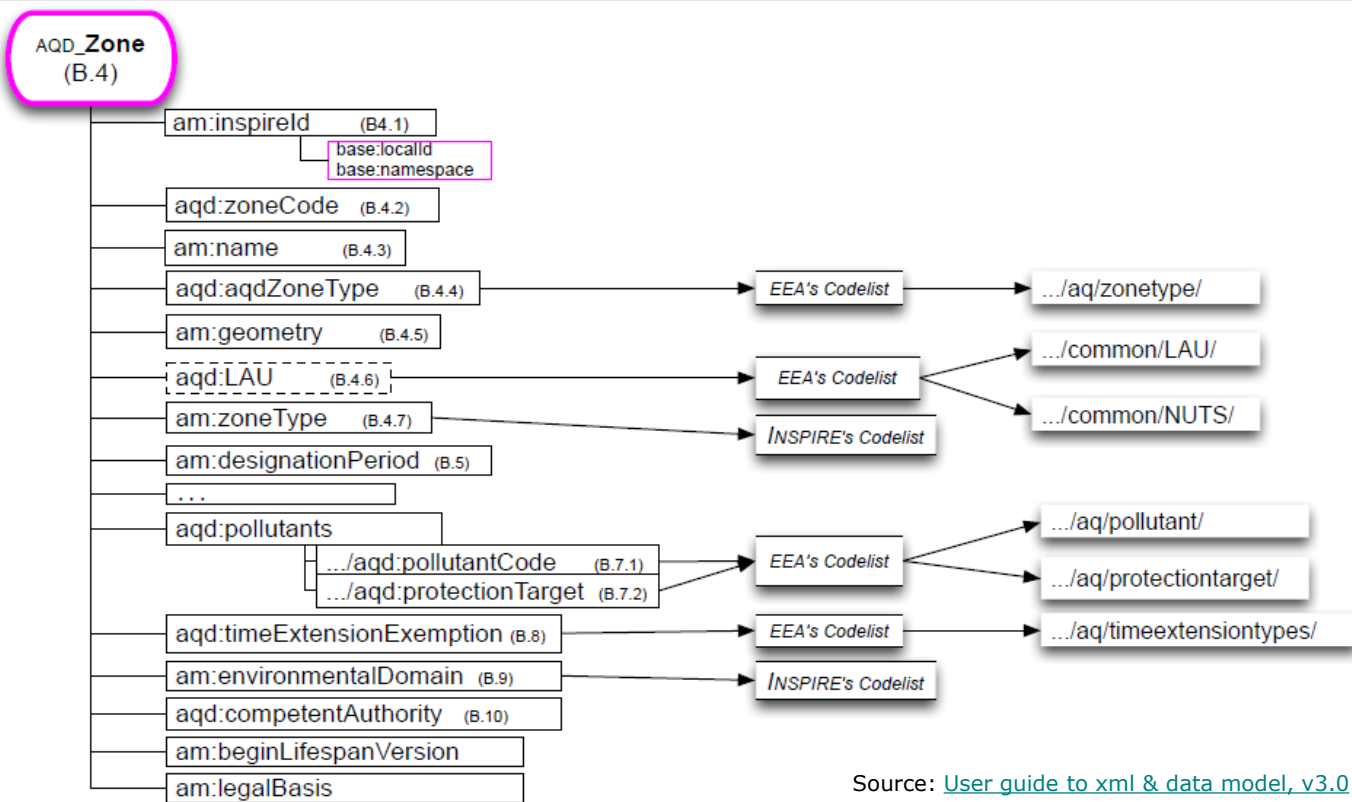 AQD_Zone
(B.4)
am:inspireId (B4.1)
base:localId
base:namespace
aqd:zoneCode (B.4.2)
am:name (B.4.3)
aqd:aqdZoneType (B.4.4)
EEA's Codelist
.../aq/zonetype/
am:geometry (B.4.5)
aqd:LAU (B.4.6)
EEA's Codelist
.../common/LAU/
.../common/NUTS/
am:zoneType (B.4.7)
INSPIRE's Codelist
am:designationPeriod (B.5)
...
aqd:pollutants
.../aqd:pollutantCode (B.7.1)
.../aqd:protectionTarget (B.7.2)
EEA's Codelist
.../aq/pollutant/
.../aq/protectiontarget/
aqd:timeExtensionExemption (B.8)
EEA's Codelist
.../aq/timeextensiontypes/
am:environmentalDomain (B.9)
INSPIRE's Codelist
aqd:competentAuthority (B.10)
am:beginLifespanVersion
am:legalBasis
Source: User guide to xml & data model, v3.0